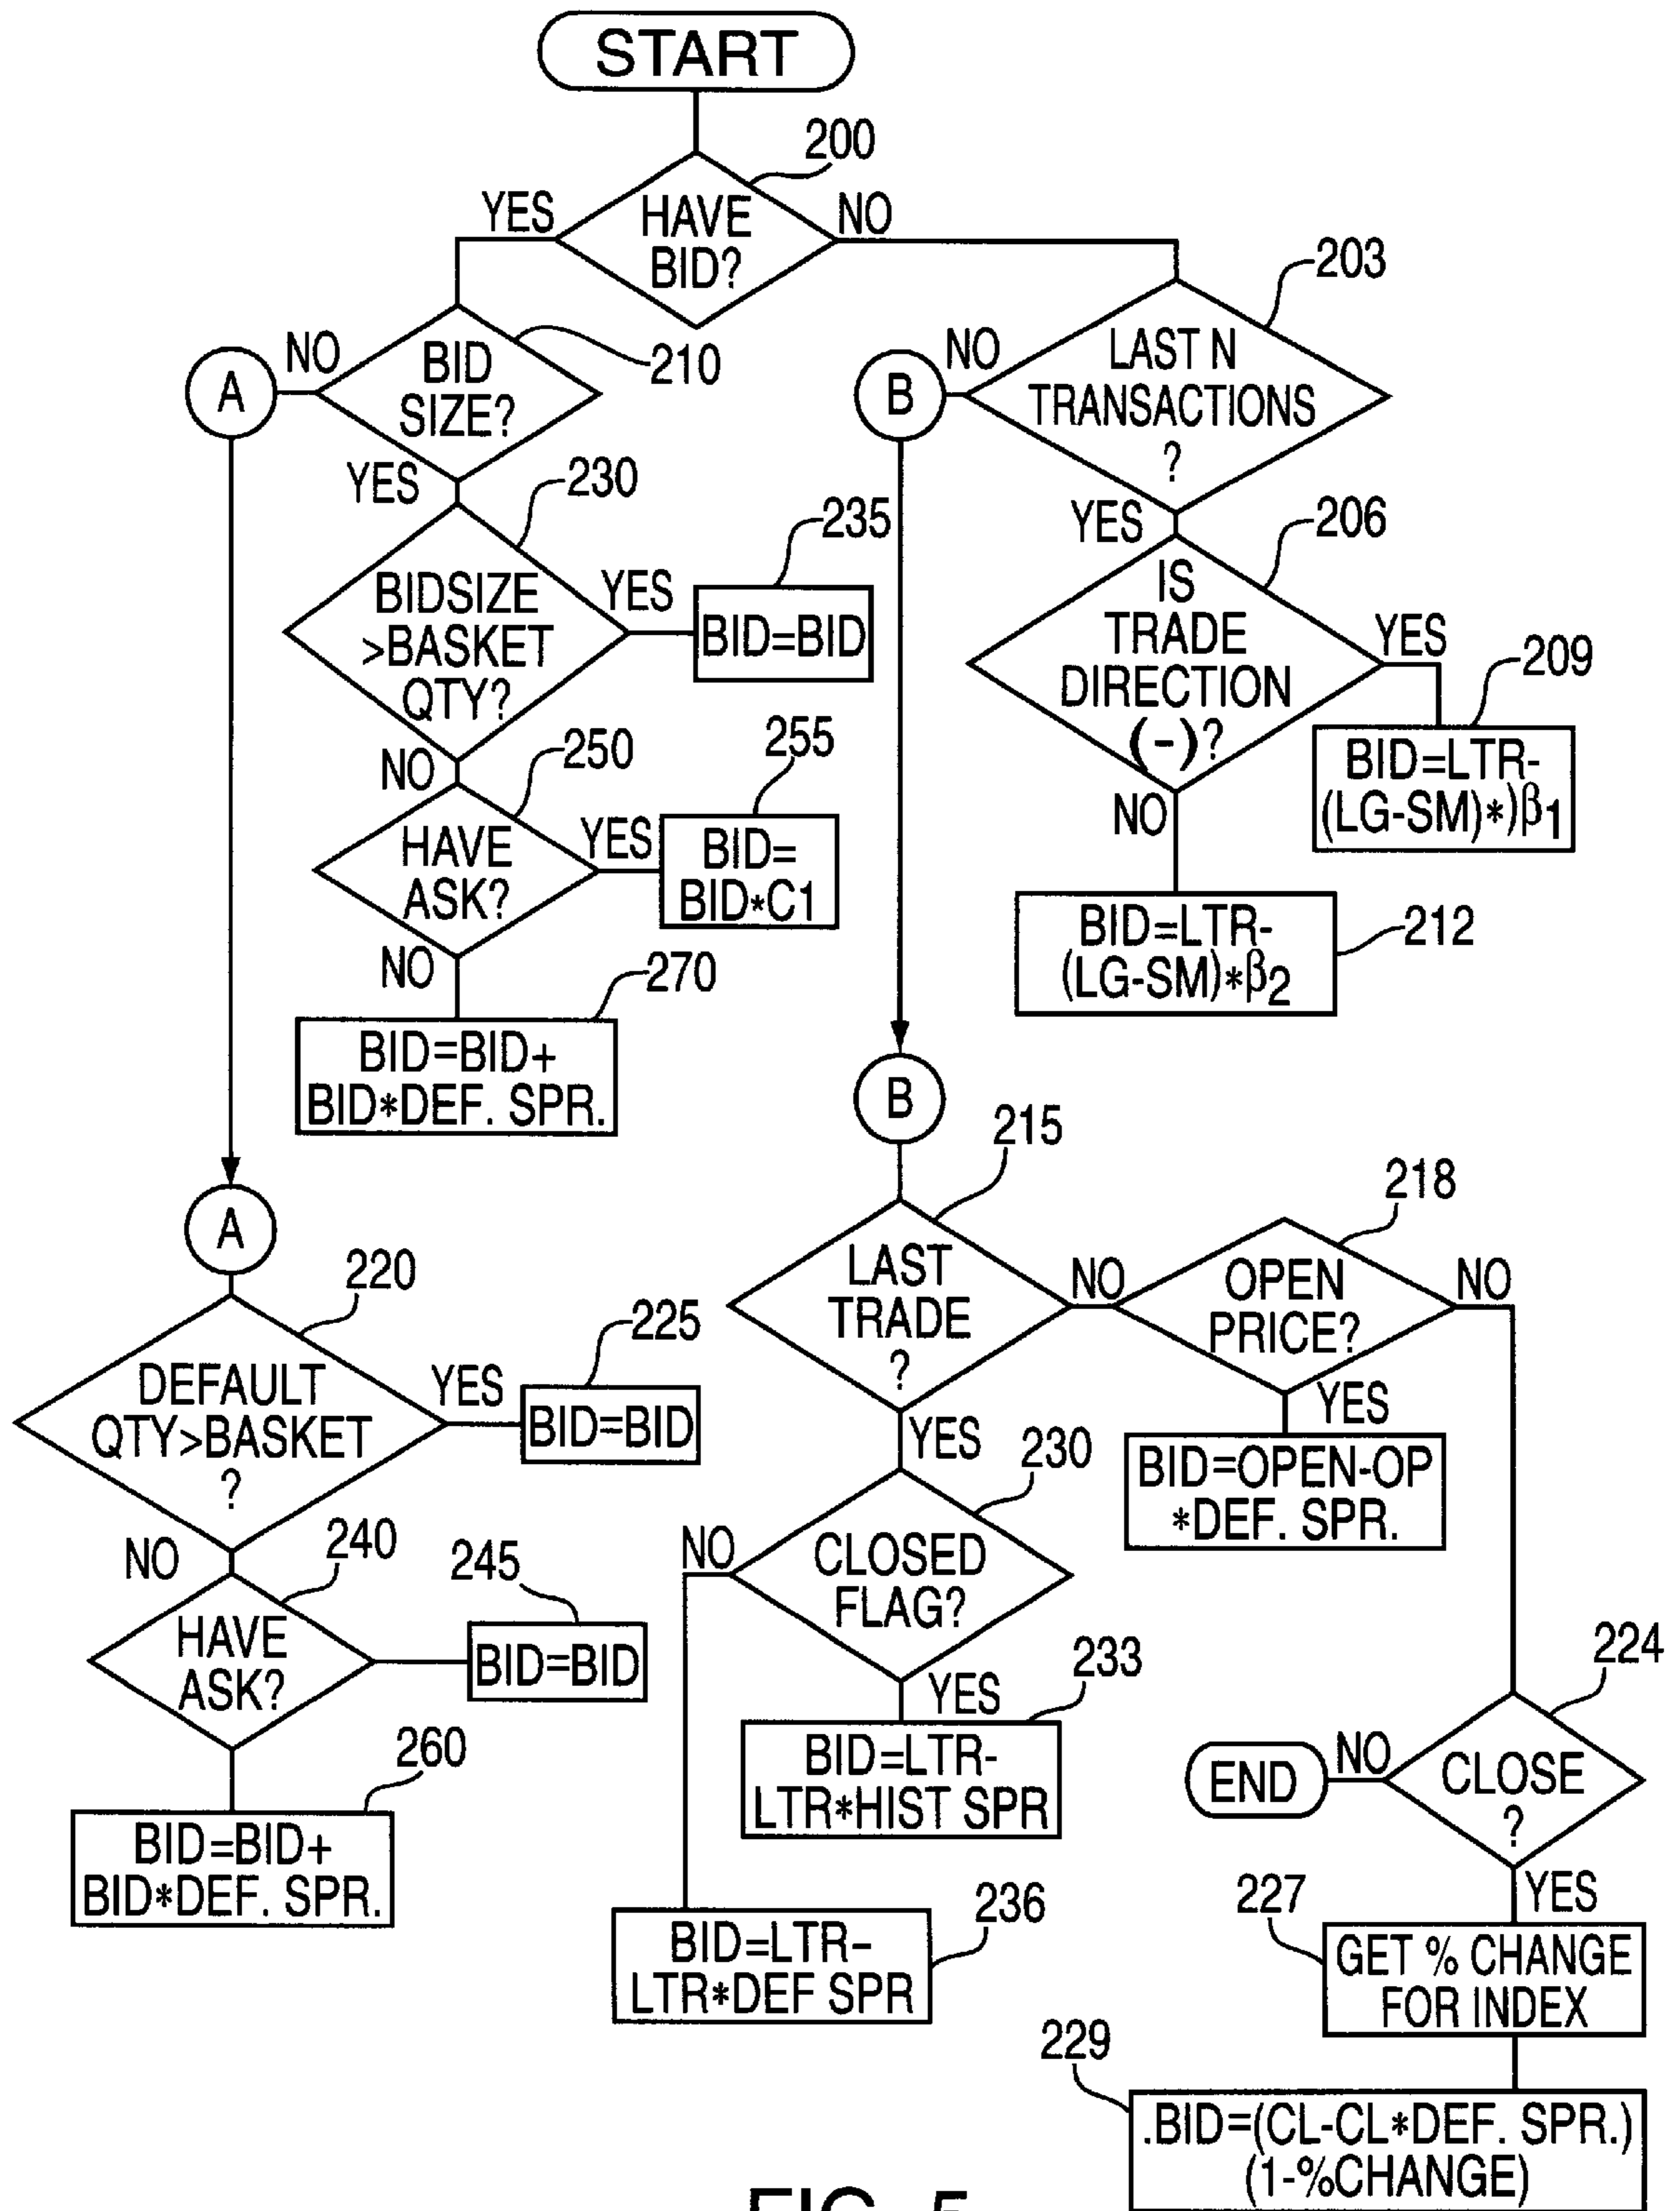 START
200
YES
HAVE
BID?
NO
203
NO
BID
SIZE?
210
A
YES
NO
LAST N
TRANSACTIONS
?
B
YES
230
BIDSIZE
>BASKET
QTY?
YES
235
BID=BID
206
IS
TRADE
DIRECTION
(-)?
YES
209
BID=LTR-
(LG-SM)*)β1
NO
250
HAVE
ASK?
YES
255
BID=
BID*C1
NO
BID=LTR-
(LG-SM)*β2
212
NO
270
BID=BID+
BID*DEF. SPR.
B
A
215
LAST
TRADE
?
NO
218
OPEN
PRICE?
NO
YES
BID=OPEN-OP
*DEF. SPR.
220
DEFAULT
QTY>BASKET
?
YES
225
BID=BID
YES
230
CLOSED
FLAG?
NO
NO
240
HAVE
ASK?
245
BID=BID
YES
233
BID=LTR-
LTR*HIST SPR
224
CLOSE
?
NO
END
260
BID=BID+
BID*DEF. SPR.
236
BID=LTR-
LTR*DEF SPR
YES
227
GET % CHANGE
FOR INDEX
229
.BID=(CL-CL*DEF. SPR.)
(1-%CHANGE)
FIG. 5